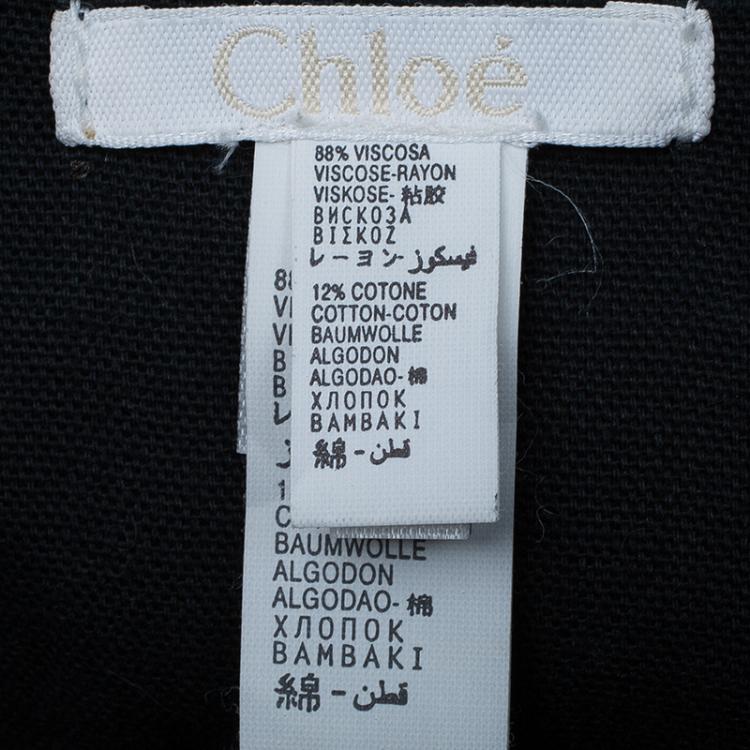 Chloé
88% VISCOSA
VISCOSE-RAYON
VISKOSE-粘胶
ВИСКОЗА
ΒΙΣΚΟΖ
レーヨン-فيسكوز
12% COTONE
COTTON-COTON
BAUMWOLLE
ALGODON
ALGODAO-棉
ХЛОПОК
BAMBAKI
綿-قطن
BAUMWOLLE
ALGODON
ALGODAO-棉
ХЛОПОК
BAMBAKI
綿-قطن